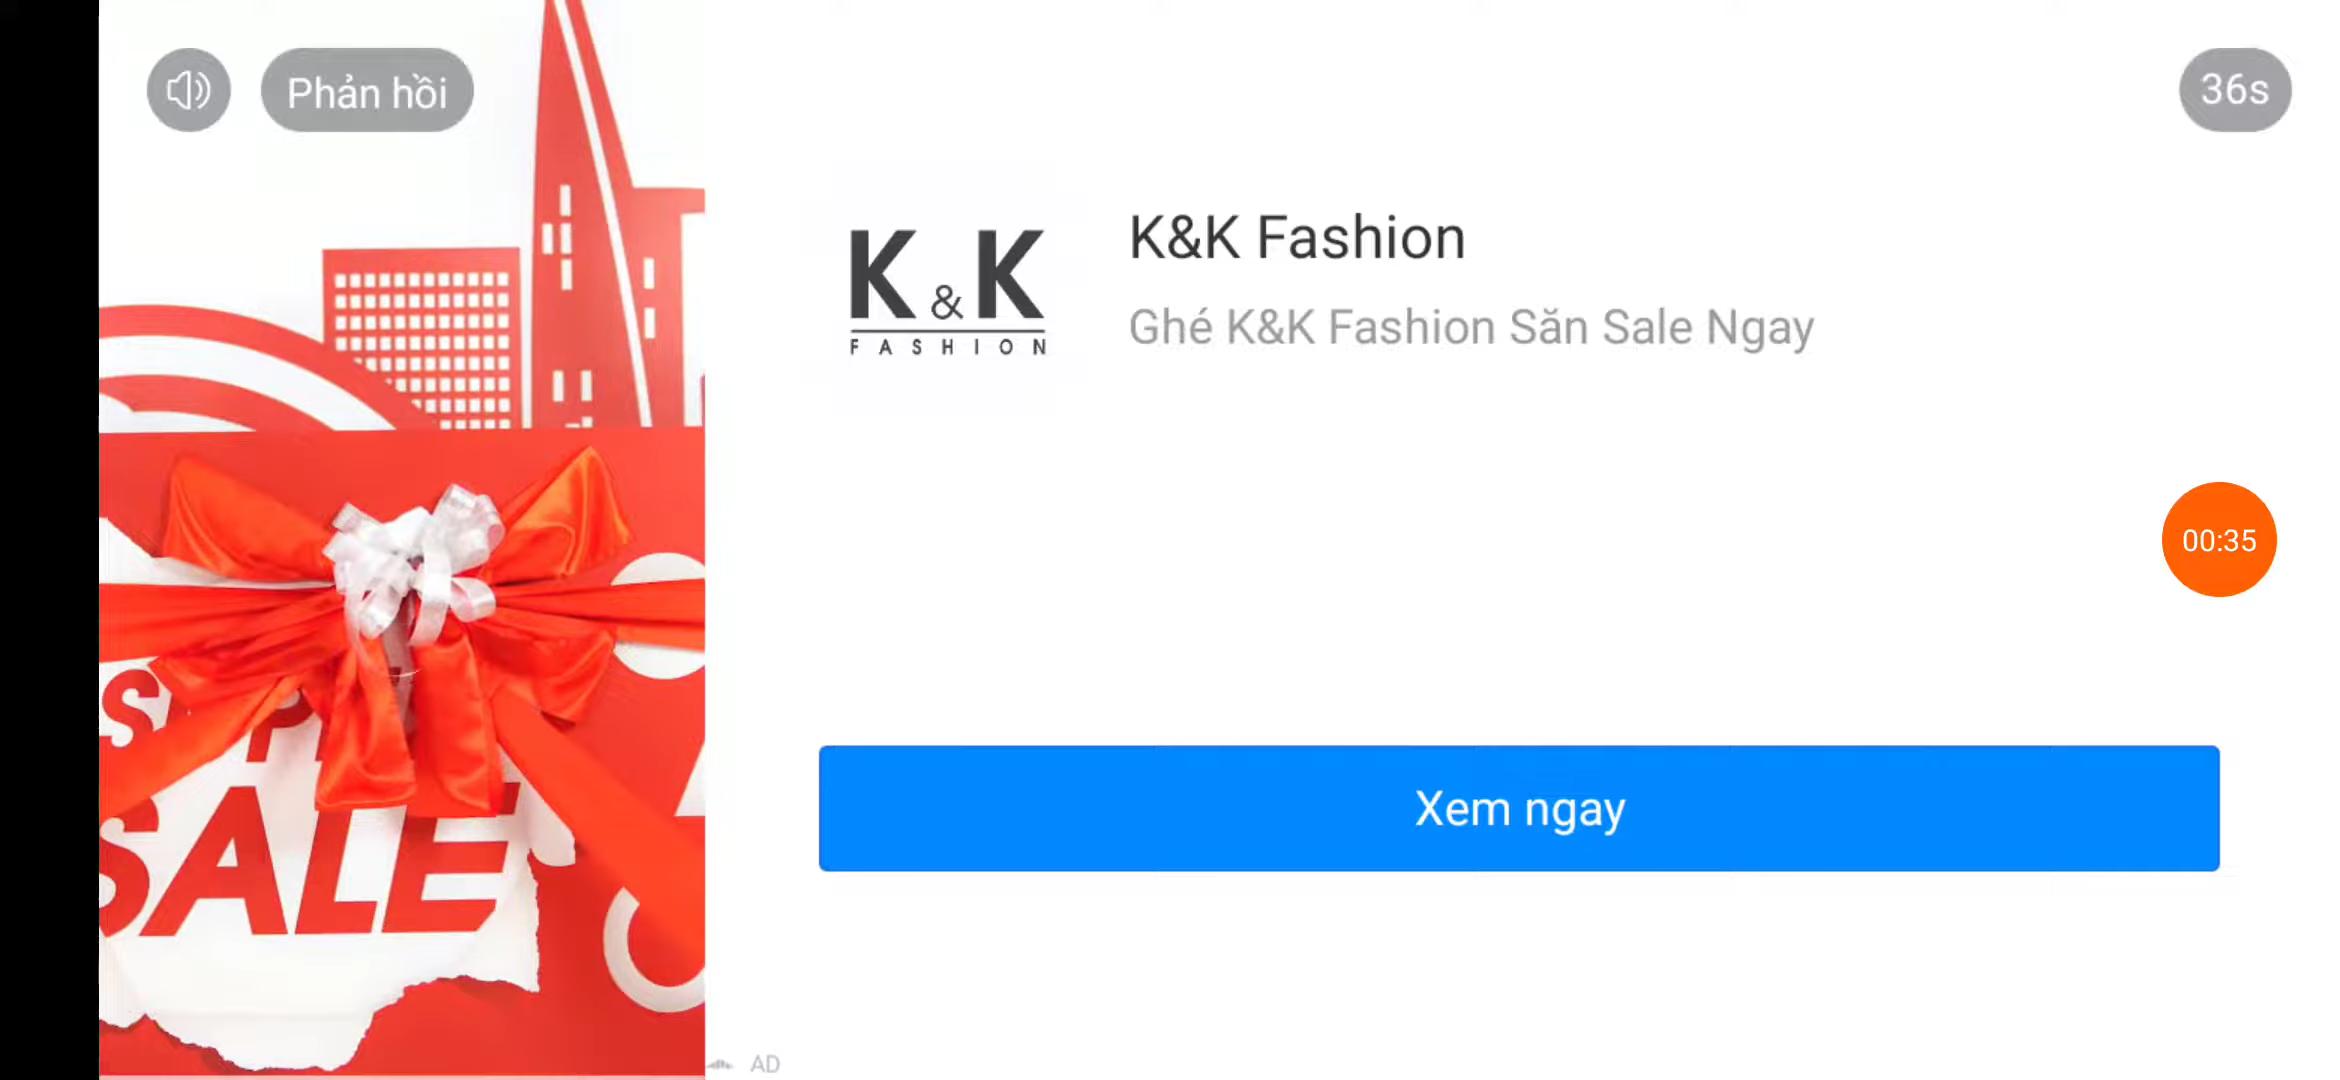 Phản hồi
36s
K&K
FASHION
K&K Fashion
Ghé K&K Fashion Săn Sale Ngay
00:35
SALE
Xem ngay
AD